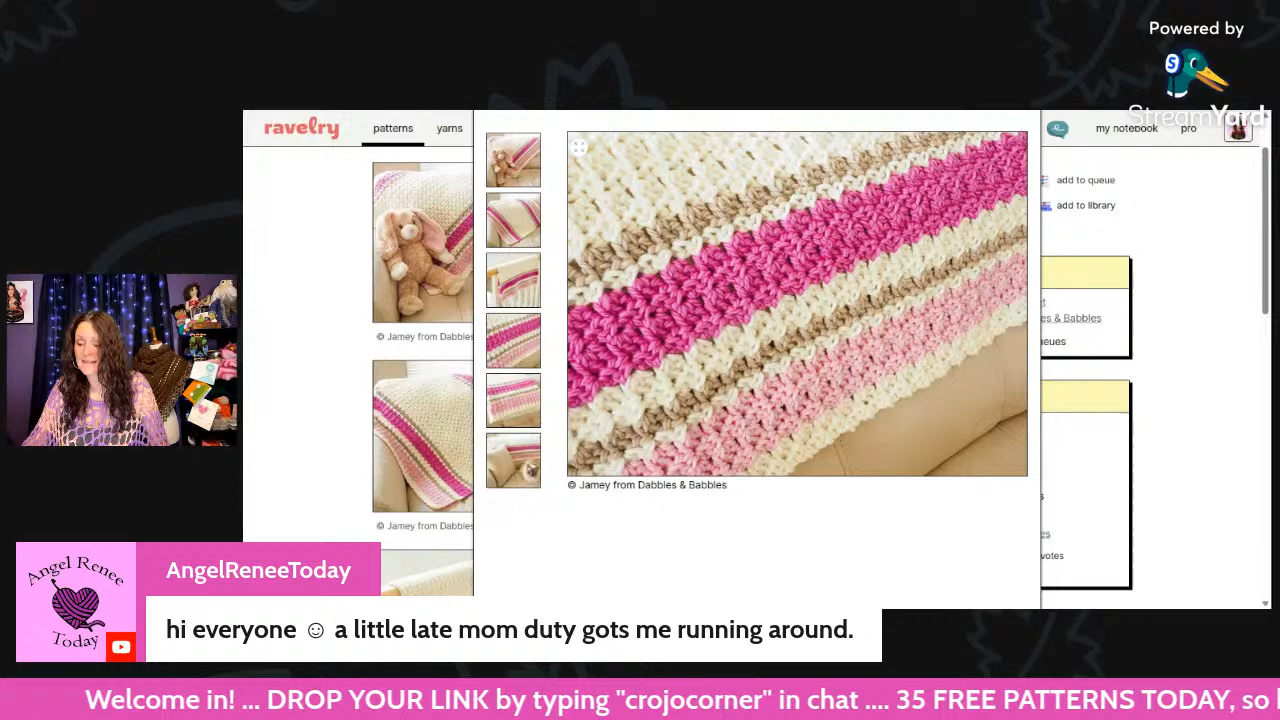 Powered by
StreamYard
ravelry
patterns
yarns
my notebook
pro
add to queue
add to library
© Jamey from Dabbles
es & Babbles
ueues
© Jamey from Dabbles & Babbles
© Jamey from Dabbles
es
votes
Angel Renee
Today
AngelReneeToday
hi everyone ☺ a little late mom duty gots me running around.
Welcome in! ... DROP YOUR LINK by typing "crojocorner" in chat .... 35 FREE PATTERNS TODAY, so